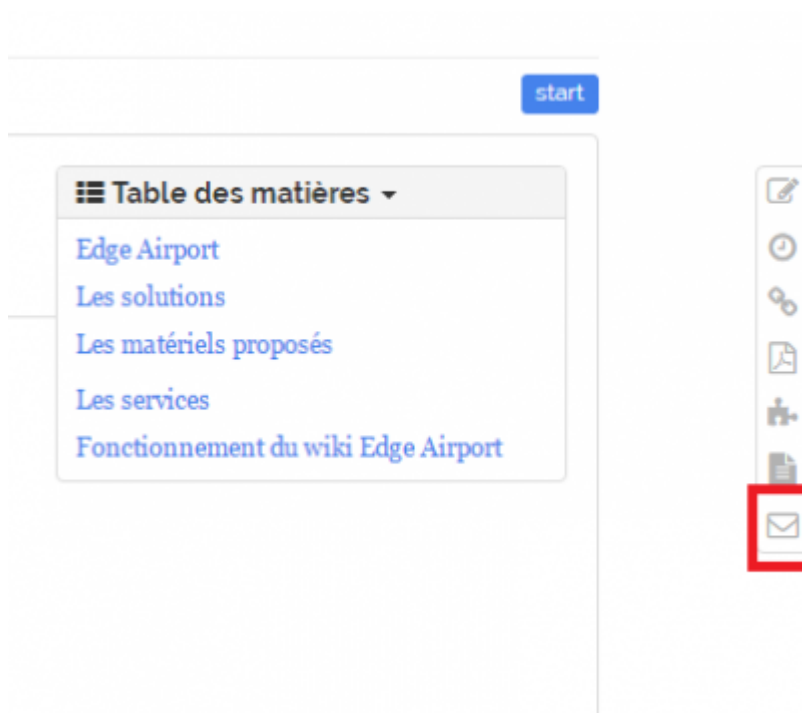 start
Table des matières
Edge Airport
Les solutions
Les matériels proposés
Les services
Fonctionnement du wiki Edge Airport